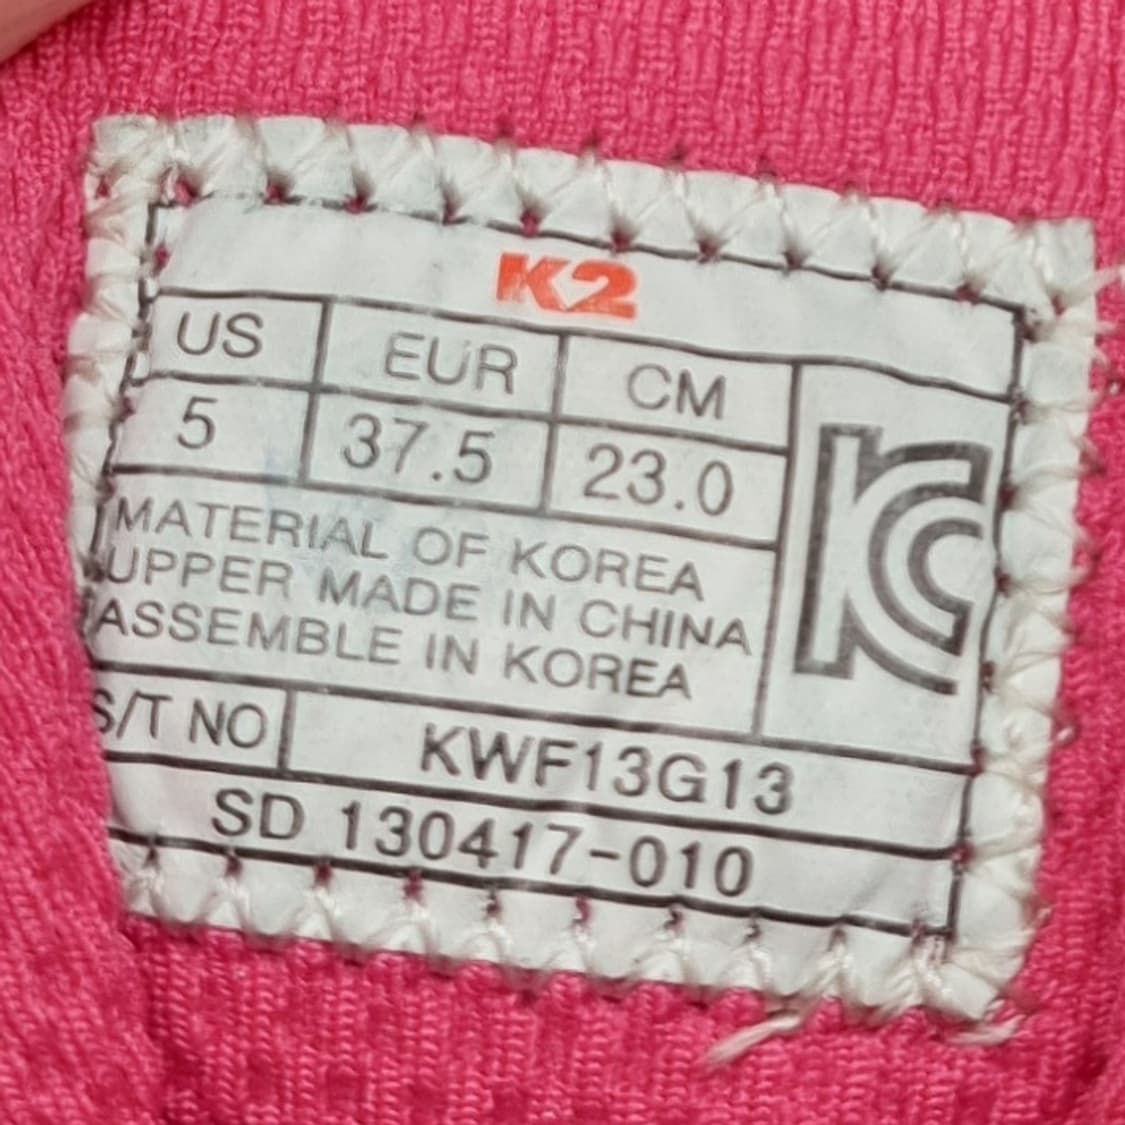 K2
US EUR CM
5 37.5 23.0
KC
MATERIAL OF KOREA
UPPER MADE IN CHINA
ASSEMBLE IN KOREA
S/T NO KWF13G13
SD 130417-010